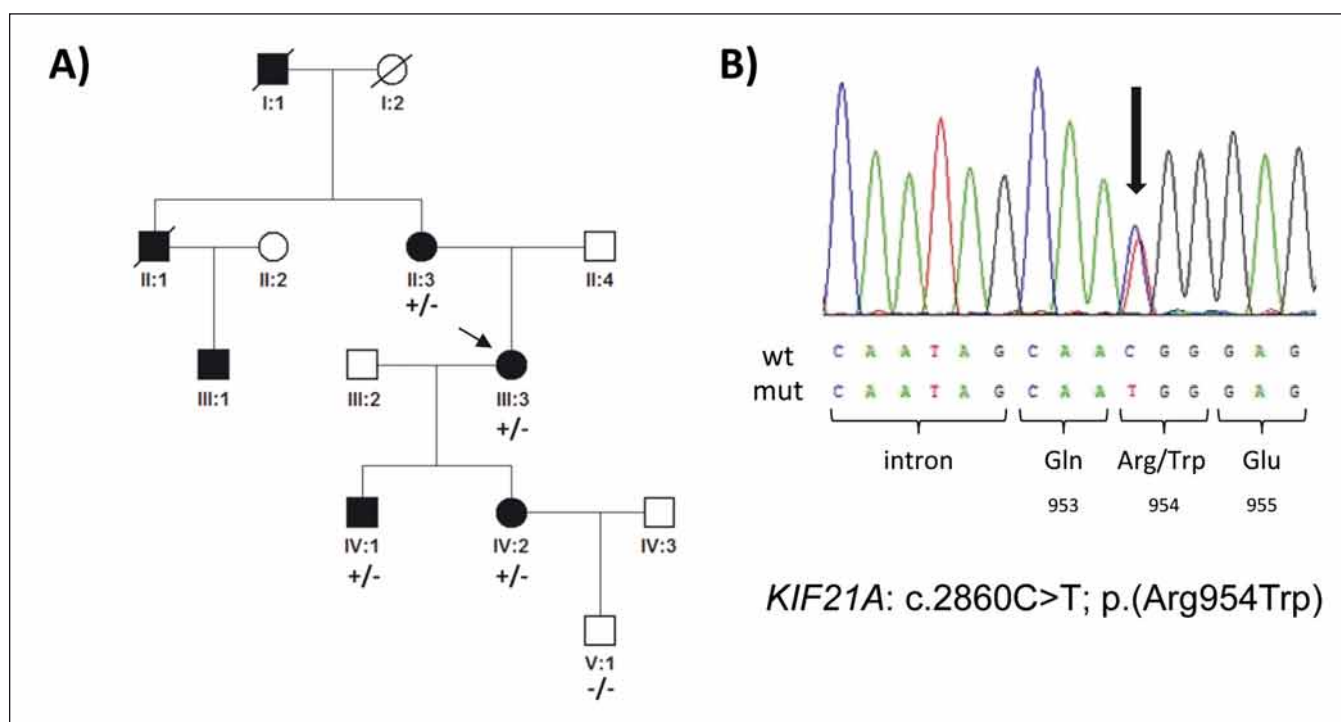 A)
I:1 I:2
II:1 II:2 II:3 II:4
+/-
III:1 III:2 III:3
+/-
IV:1 IV:2 IV:3
+/- +/-
V:1
-/-
B)
wt C A A T A G C A A C G G G A G
mut C A A T A G C A A T G G G A G
intron Gln Arg/Trp Glu
953 954 955
KIF21A: c.2860C>T; p.(Arg954Trp)